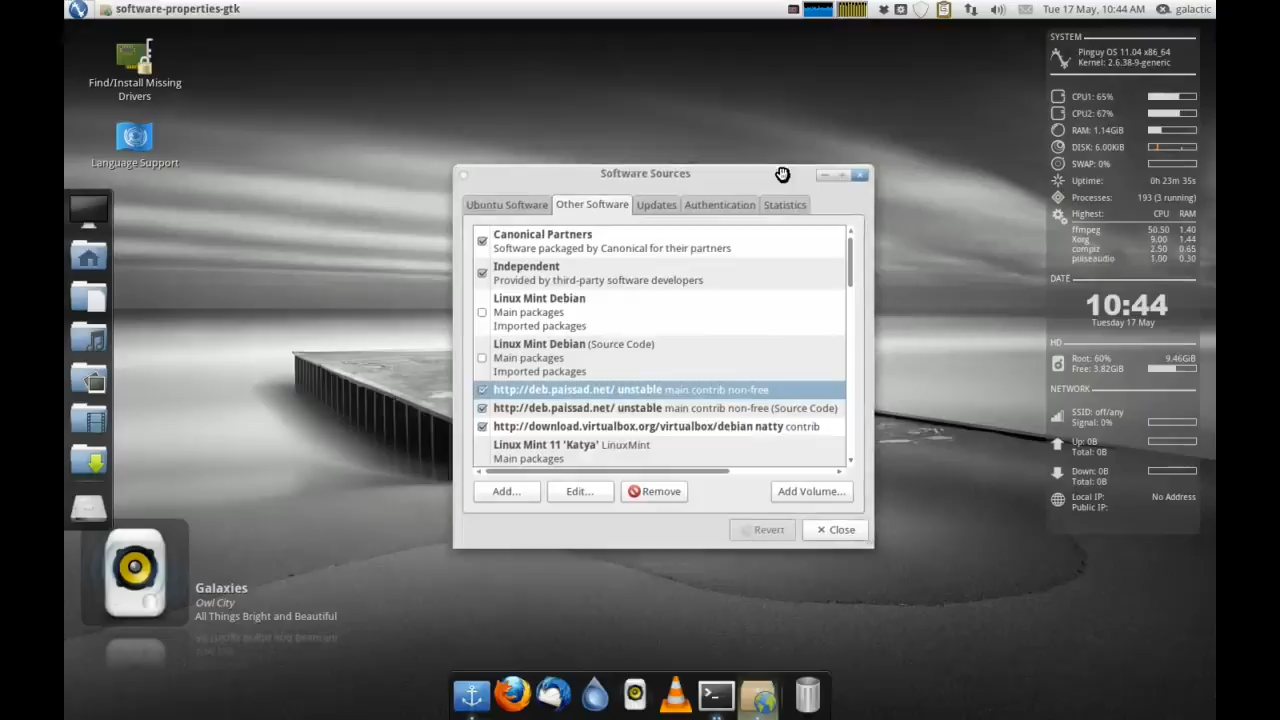 software-properties-gtk
Tue 17 May, 10:44 AM
galactic
Find/Install Missing
Drivers
Language Support
Software Sources
Ubuntu Software
Other Software
Updates
Authentication
Statistics
Canonical Partners
Software packaged by Canonical for their partners
Independent
Provided by third-party software developers
Linux Mint Debian
Main packages
Imported packages
Linux Mint Debian (Source Code)
Main packages
Imported packages
http://deb.paissad.net/ unstable main contrib non-free
http://deb.paissad.net/ unstable main contrib non-free (Source Code)
http://download.virtualbox.org/virtualbox/debian natty contrib
Linux Mint 11 'Katya' LinuxMint
Main packages
Add...
Edit...
Remove
Add Volume...
Revert
Close
SYSTEM
Pinguy OS 11.04 x86_64
Kernel: 2.6.38-9-generic
CPU1: 65%
CPU2: 67%
RAM: 1.14GiB
DISK: 6.00KiB
SWAP: 0%
Uptime: 0h 23m 35s
Processes: 193 (3 running)
Highest: CPU RAM
ffmpeg 50.50 1.40
Xorg 9.00 1.44
compiz 2.50 0.65
pulseaudio 1.00 0.30
DATE
10:44
Tuesday 17 May
HD
Root: 60% 9.46GiB
Free: 3.82GiB
NETWORK
SSID: off/any
Signal: 0%
Up: 0B
Total: 0B
Down: 0B
Total: 0B
Local IP: No Address
Public IP:
Galaxies
Owl City
All Things Bright and Beautiful